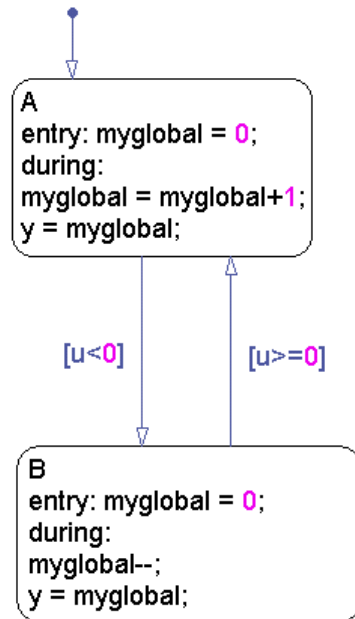 A
entry: myglobal = 0;
during:
myglobal = myglobal+1;
y = myglobal;
[u<0]
[u>=0]
B
entry: myglobal = 0;
during:
myglobal--;
y = myglobal;